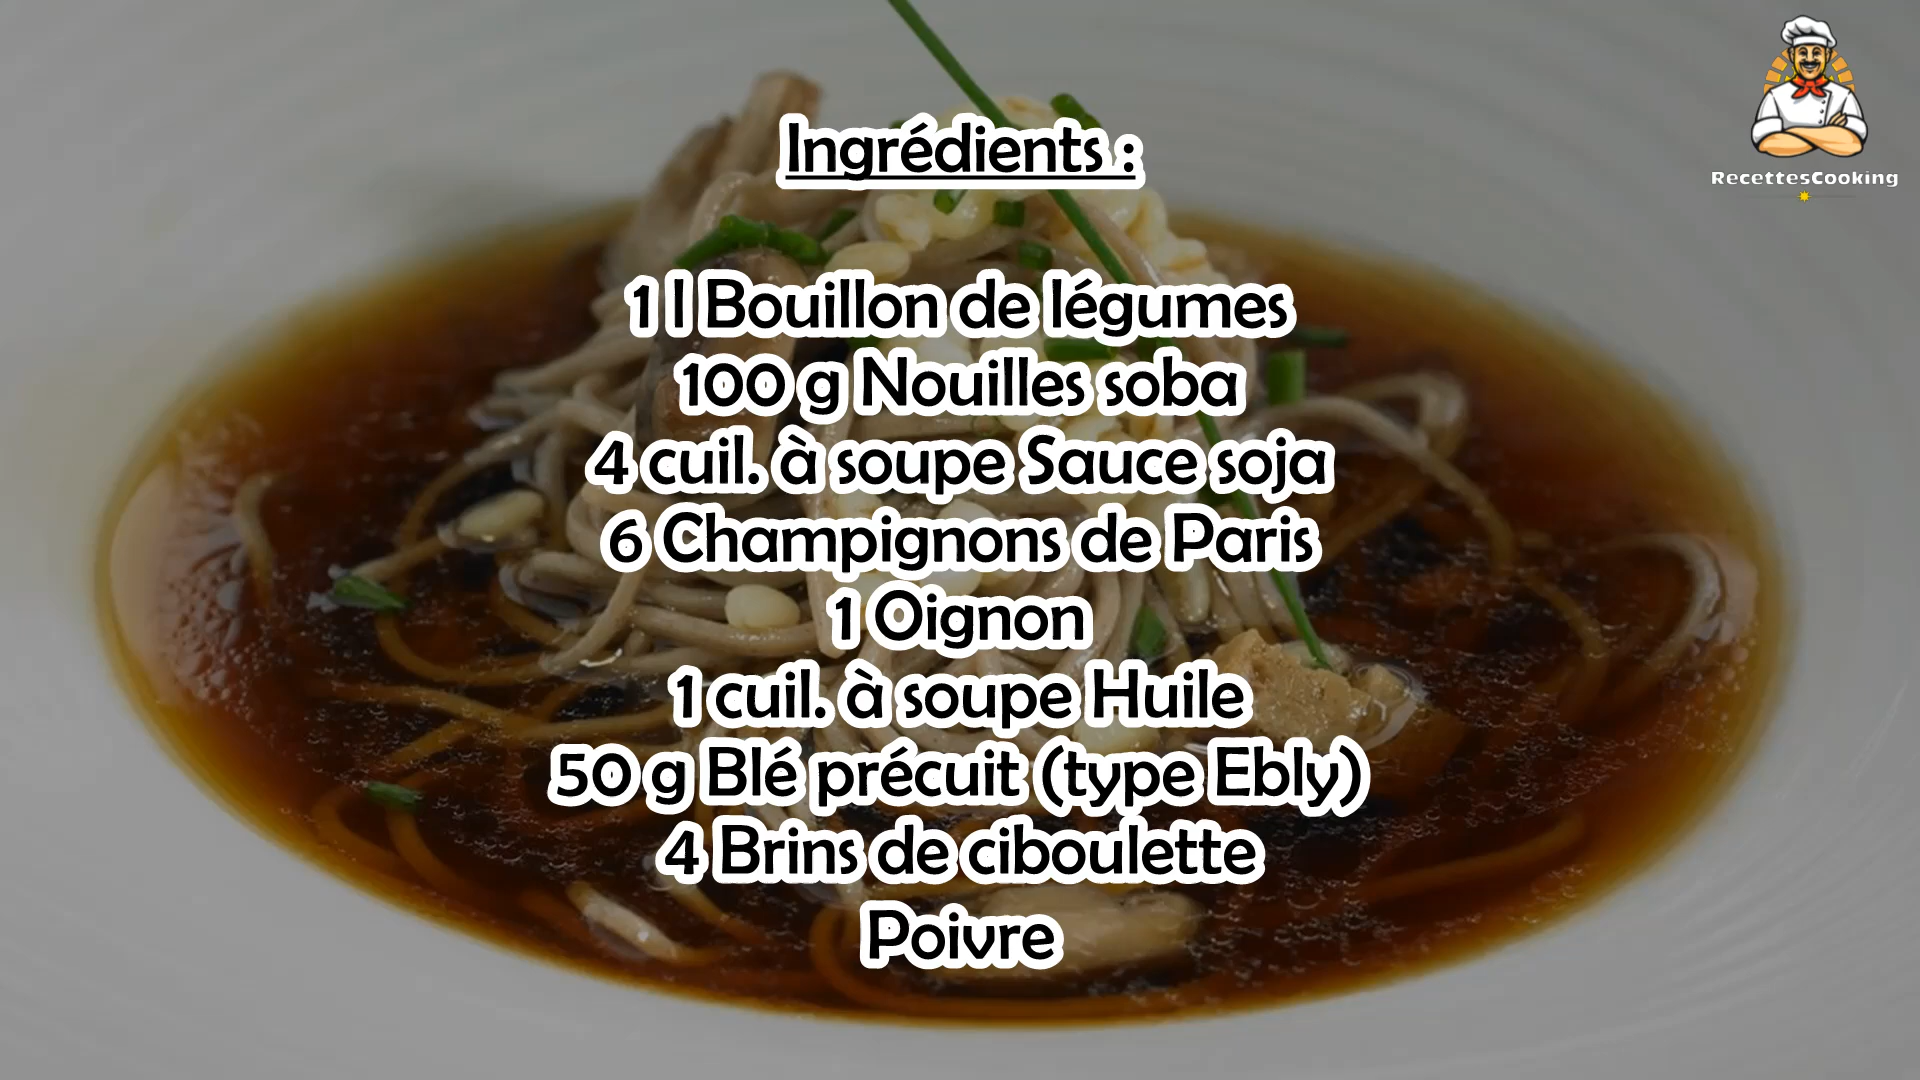 Ingrédients :
RecettesCooking
1 l Bouillon de légumes
100 g Nouilles soba
4 cuil. à soupe Sauce soja
6 Champignons de Paris
1 Oignon
1 cuil. à soupe Huile
50 g Blé précuit (type Ebly)
4 Brins de ciboulette
Poivre